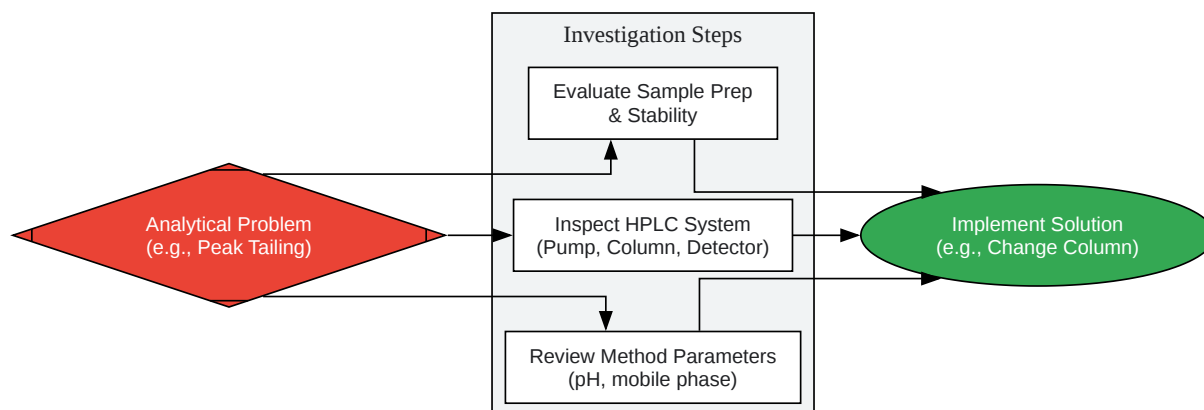 Investigation Steps
Evaluate Sample Prep
& Stability
Analytical Problem
(e.g., Peak Tailing)
Inspect HPLC System
(Pump, Column, Detector)
Implement Solution
(e.g., Change Column)
Review Method Parameters
(pH, mobile phase)